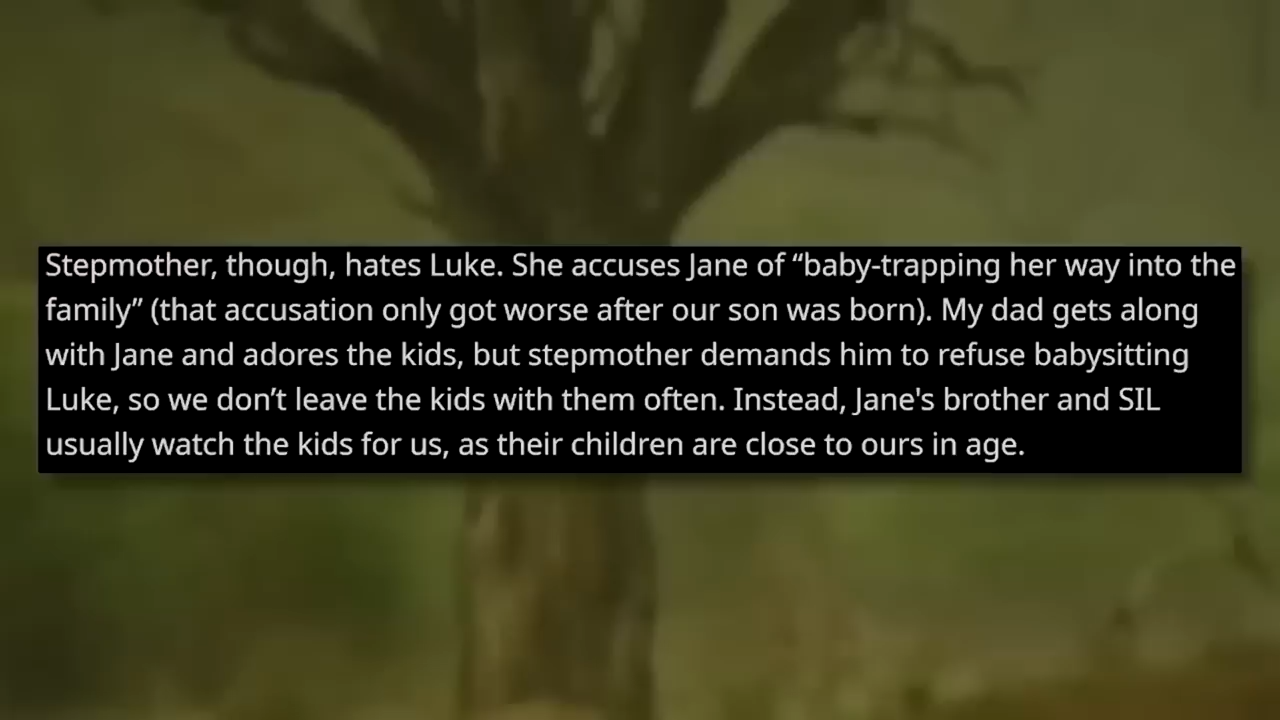 Stepmother, though, hates Luke. She accuses Jane of “baby-trapping her way into the
family” (that accusation only got worse after our son was born). My dad gets along
with Jane and adores the kids, but stepmother demands him to refuse babysitting
Luke, so we don’t leave the kids with them often. Instead, Jane's brother and SIL
usually watch the kids for us, as their children are close to ours in age.